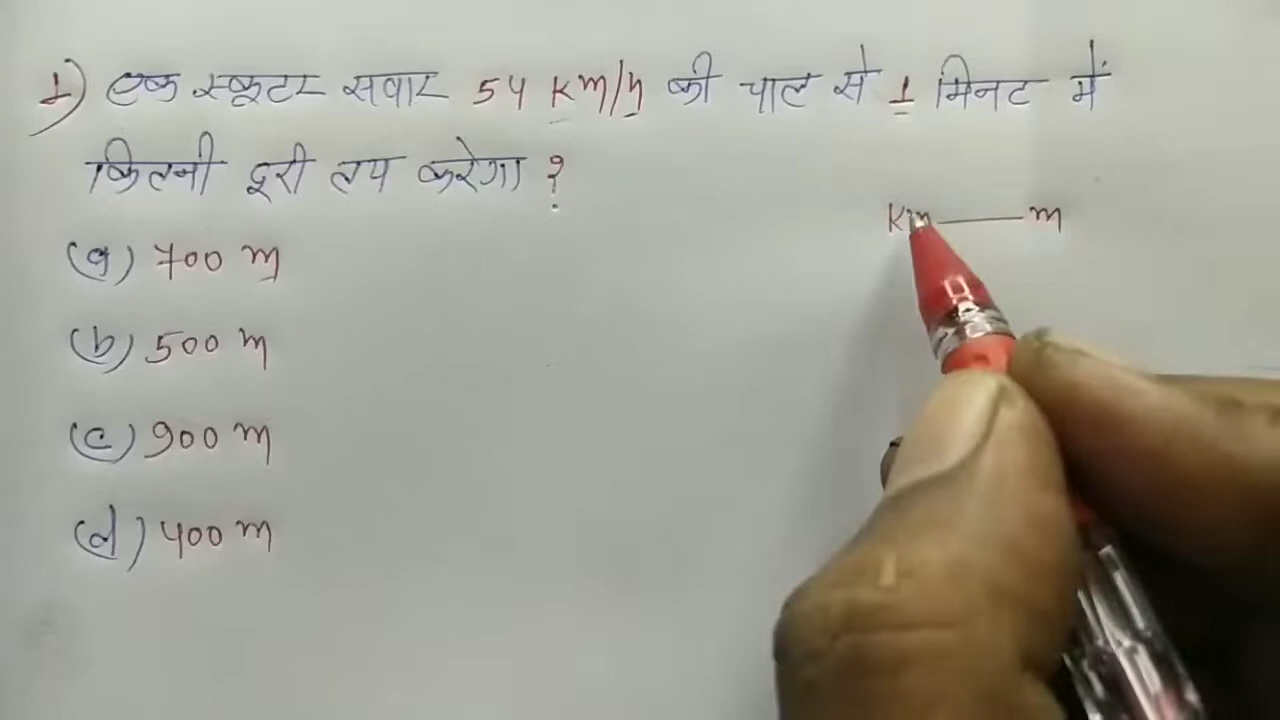 1) एक स्कूटर सवार 54 km/h की चाल से 1 मिनट में
कितनी दूरी तय करेगा ?
km —— m
(a) 700 m
(b) 500 m
(c) 900 m
(d) 400 m